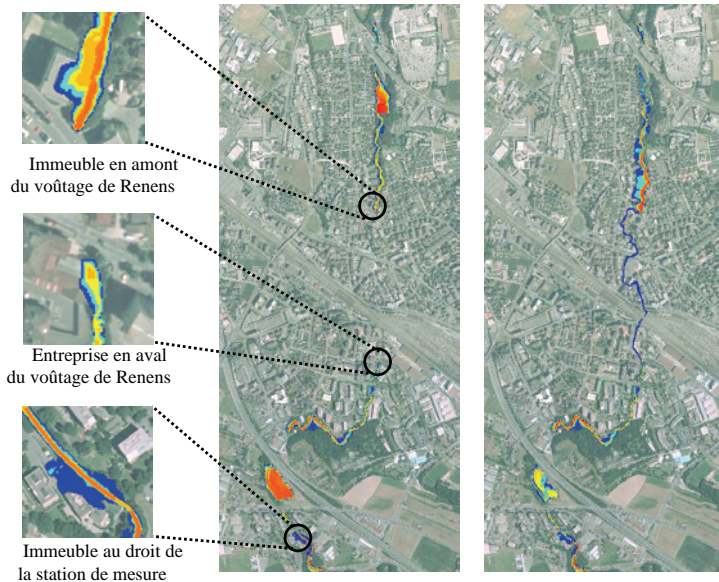 Immeuble en amont
du voûtage de Renens
Entreprise en aval
du voûtage de Renens
Immeuble au droit de
la station de mesure